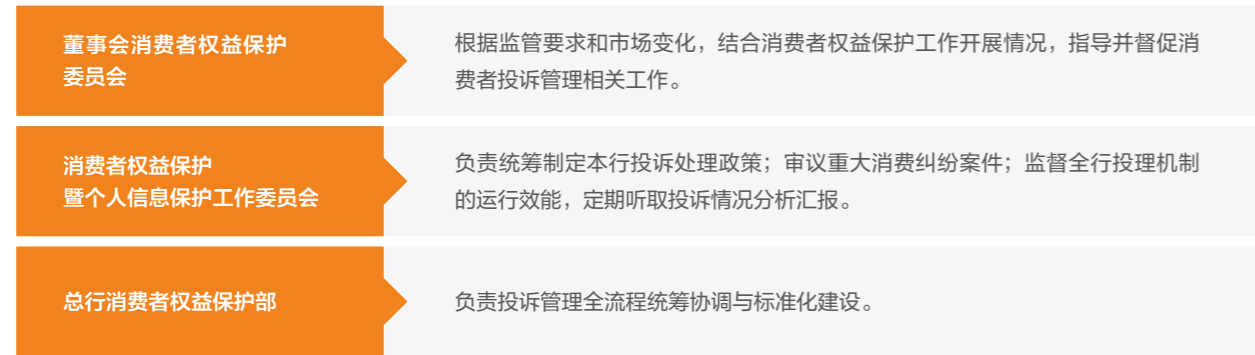 董事会消费者权益保护
委员会
根据监管要求和市场变化，结合消费者权益保护工作开展情况，指导并督促消
费者投诉管理相关工作。
消费者权益保护
暨个人信息保护工作委员会
负责统筹制定本行投诉处理政策；审议重大消费纠纷案件；监督全行投理机制
的运行效能，定期听取投诉情况分析汇报。
总行消费者权益保护部
负责投诉管理全流程统筹协调与标准化建设。